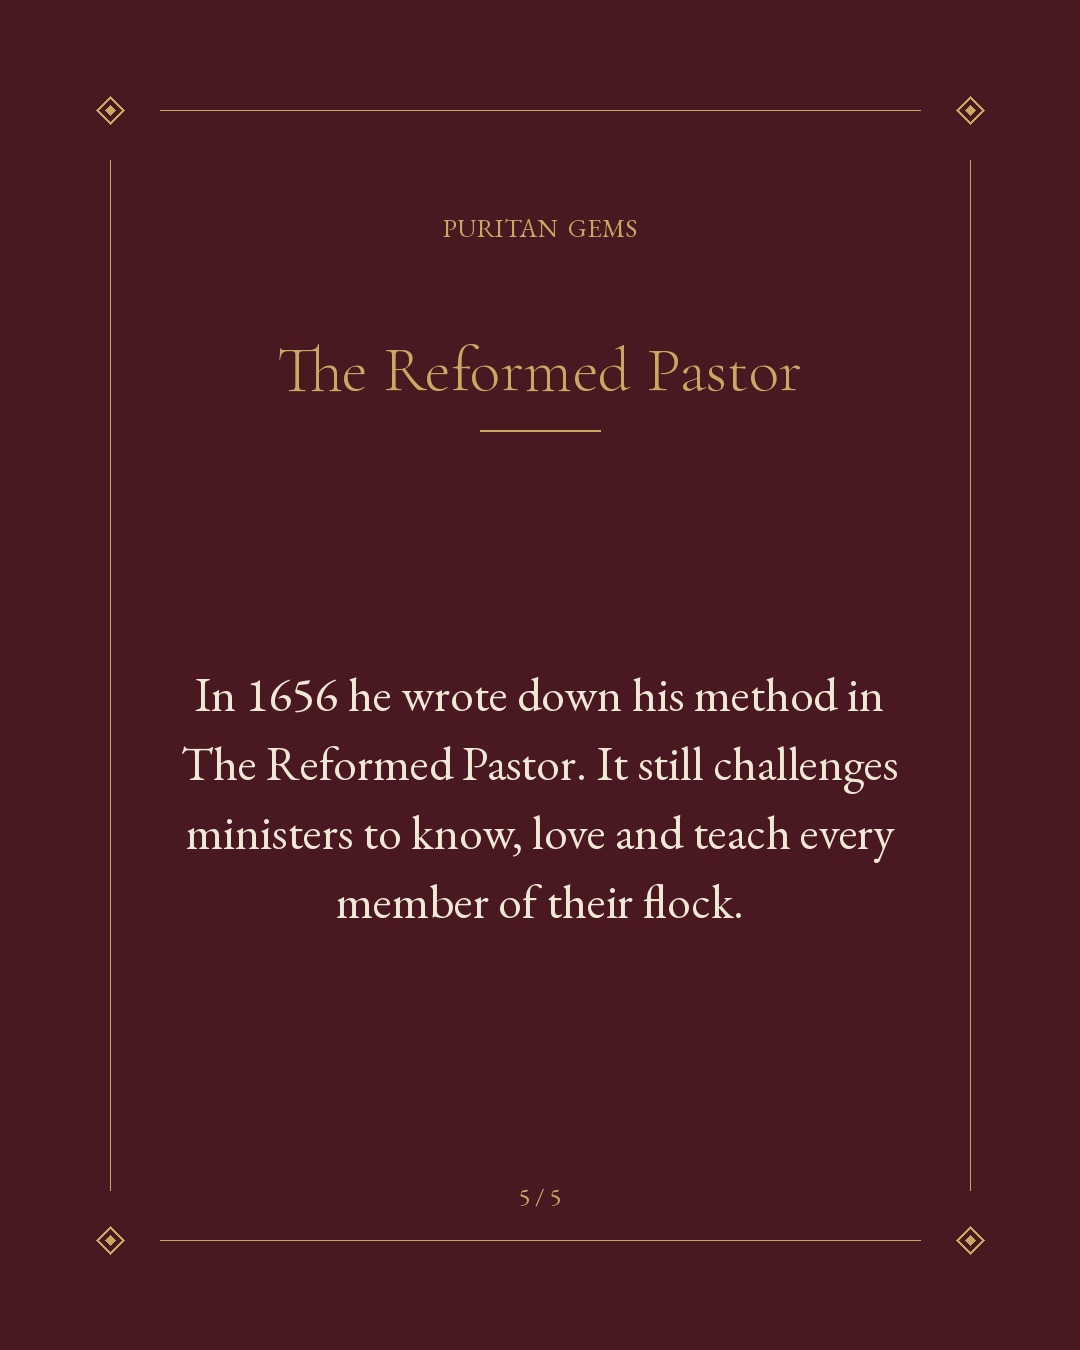 PURITAN GEMS
The Reformed Pastor
In 1656 he wrote down his method in
The Reformed Pastor. It still challenges
ministers to know, love and teach every
member of their flock.
5 / 5